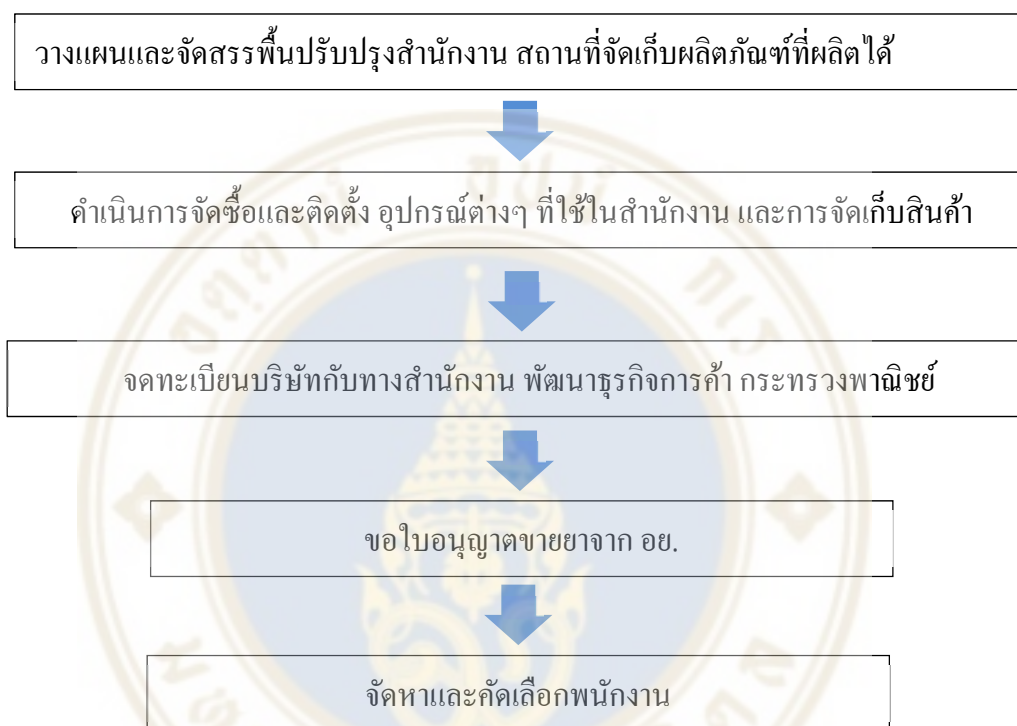 วางแผนและจัดสรรพื้นปรับปรุงสำนักงาน สถานที่จัดเก็บผลิตภัณฑ์ที่ผลิตได้
ดำเนินการจัดซื้อและติดตั้ง อุปกรณ์ต่างๆ ที่ใช้ในสำนักงาน และการจัดเก็บสินค้า
จดทะเบียนบริษัทกับทางสำนักงาน พัฒนาธุรกิจการค้า กระทรวงพาณิชย์
ขอใบอนุญาตขายยาจาก อย.
จัดหาและคัดเลือกพนักงาน